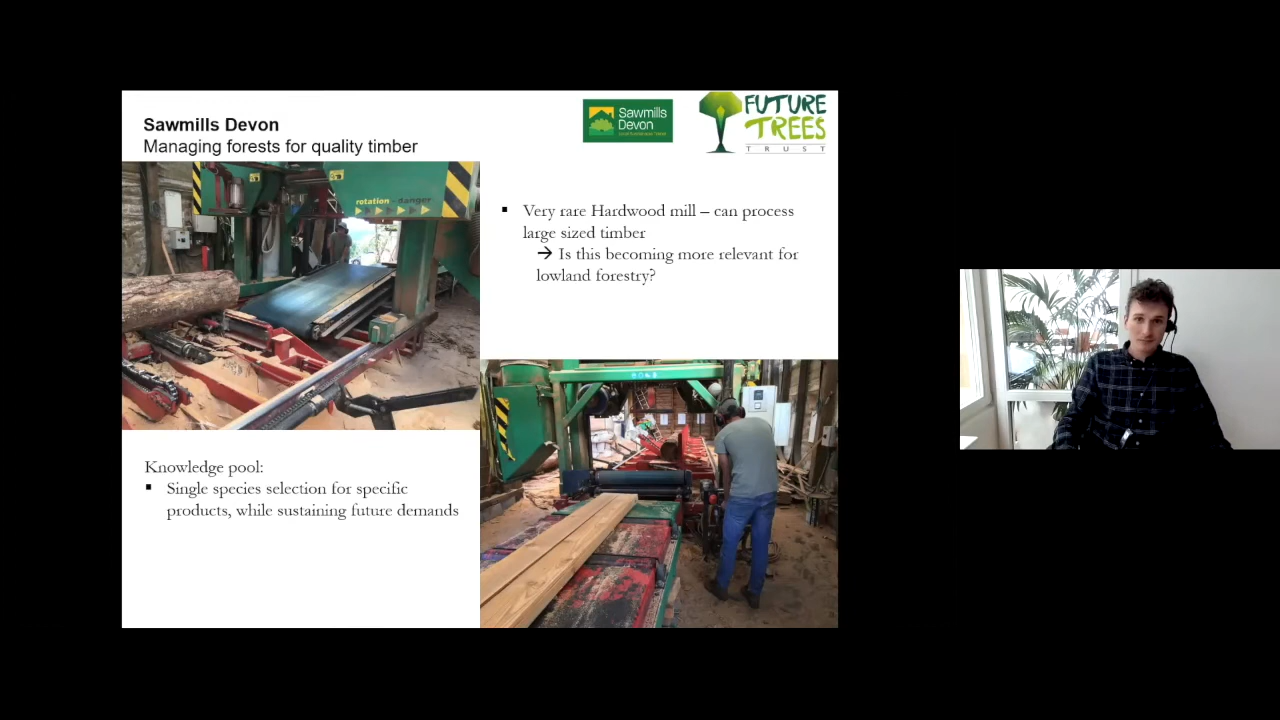 Sawmills Devon
Managing forests for quality timber
Sawmills
Devon
FUTURE
TREES
TRUST
rotation - danger
▪ Very rare Hardwood mill – can process
large sized timber
→ Is this becoming more relevant for
lowland forestry?
Knowledge pool:
▪ Single species selection for specific
products, while sustaining future demands